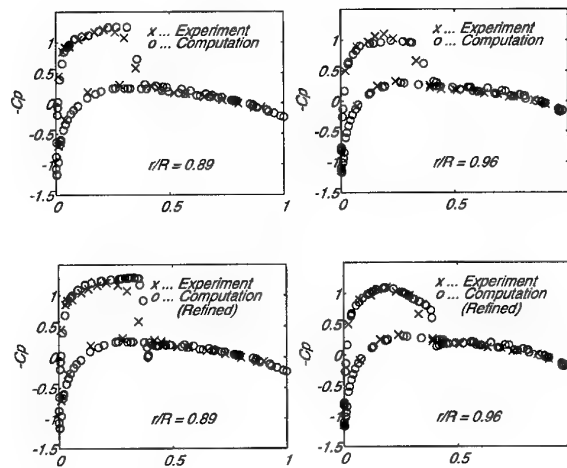 x ... Experiment
o ... Computation
1
0.5
0
-0.5
-1
-1.5
-Cp
r/R = 0.89
0
0.5
1
x ... Experiment
o ... Computation
1
0.5
0
-0.5
-1
-1.5
r/R = 0.96
0
0.5
x ... Experiment
o ... Computation
(Refined)
1
0.5
0
-0.5
-1
-1.5
-Cp
r/R = 0.89
0
0.5
1
x ... Experiment
o ... Computation
(Refined)
1
0.5
0
-0.5
-1
-1.5
-Cp
r/R = 0.96
0
0.5